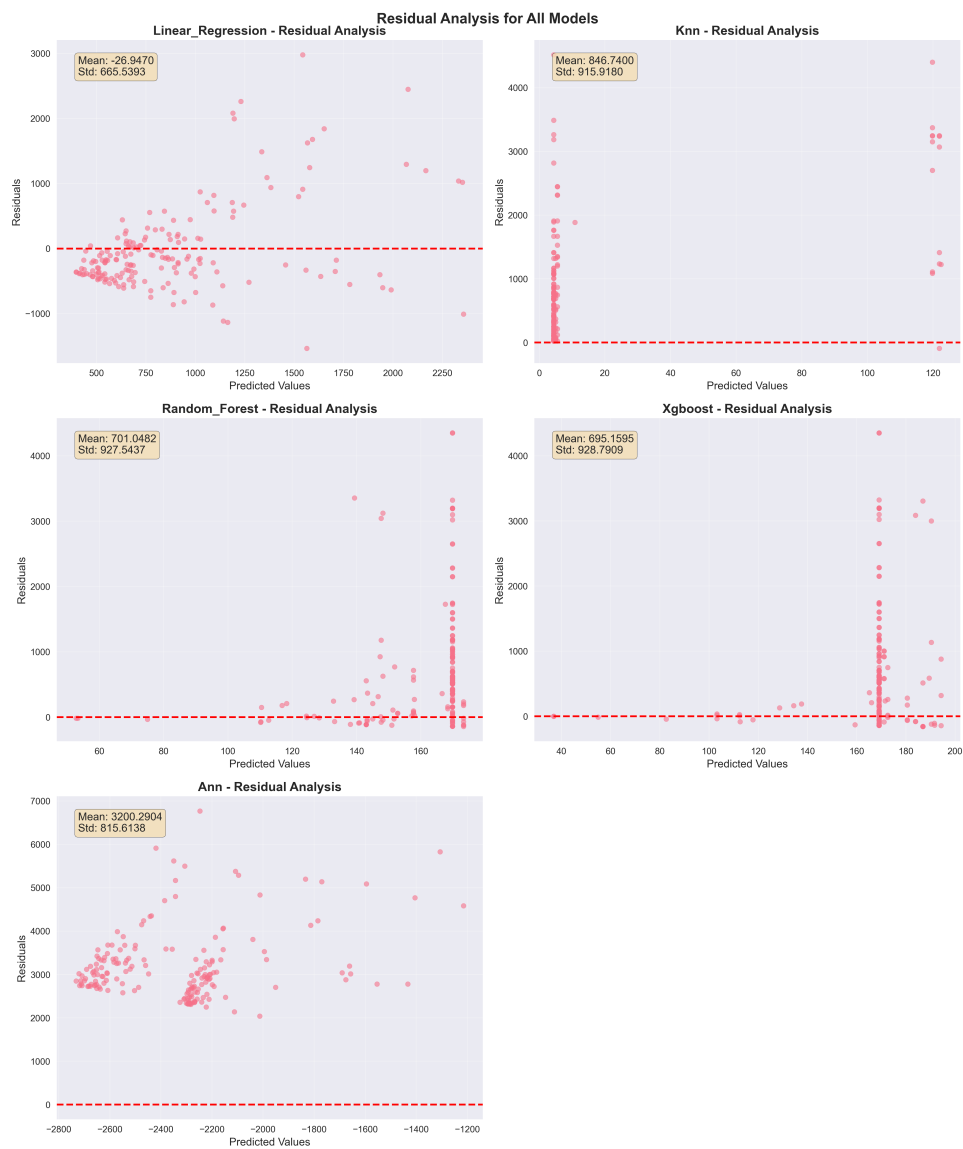 Residual Analysis for All Models
Linear_Regression - Residual Analysis
Mean: -26.9470
Std: 665.5393
3000
2000
1000
0
−1000
Residuals
500
750
1000
1250
1500
1750
2000
2250
Predicted Values
Knn - Residual Analysis
Mean: 846.7400
Std: 915.9180
4000
3000
2000
1000
0
Residuals
0
20
40
60
80
100
120
Predicted Values
Random_Forest - Residual Analysis
Mean: 701.0482
Std: 927.5437
4000
3000
2000
1000
0
Residuals
60
80
100
120
140
160
Predicted Values
Xgboost - Residual Analysis
Mean: 695.1595
Std: 928.7909
4000
3000
2000
1000
0
Residuals
40
60
80
100
120
140
160
180
200
Predicted Values
Ann - Residual Analysis
Mean: 3200.2904
Std: 815.6138
7000
6000
5000
4000
3000
2000
1000
0
Residuals
−2800
−2600
−2400
−2200
−2000
−1800
−1600
−1400
−1200
Predicted Values